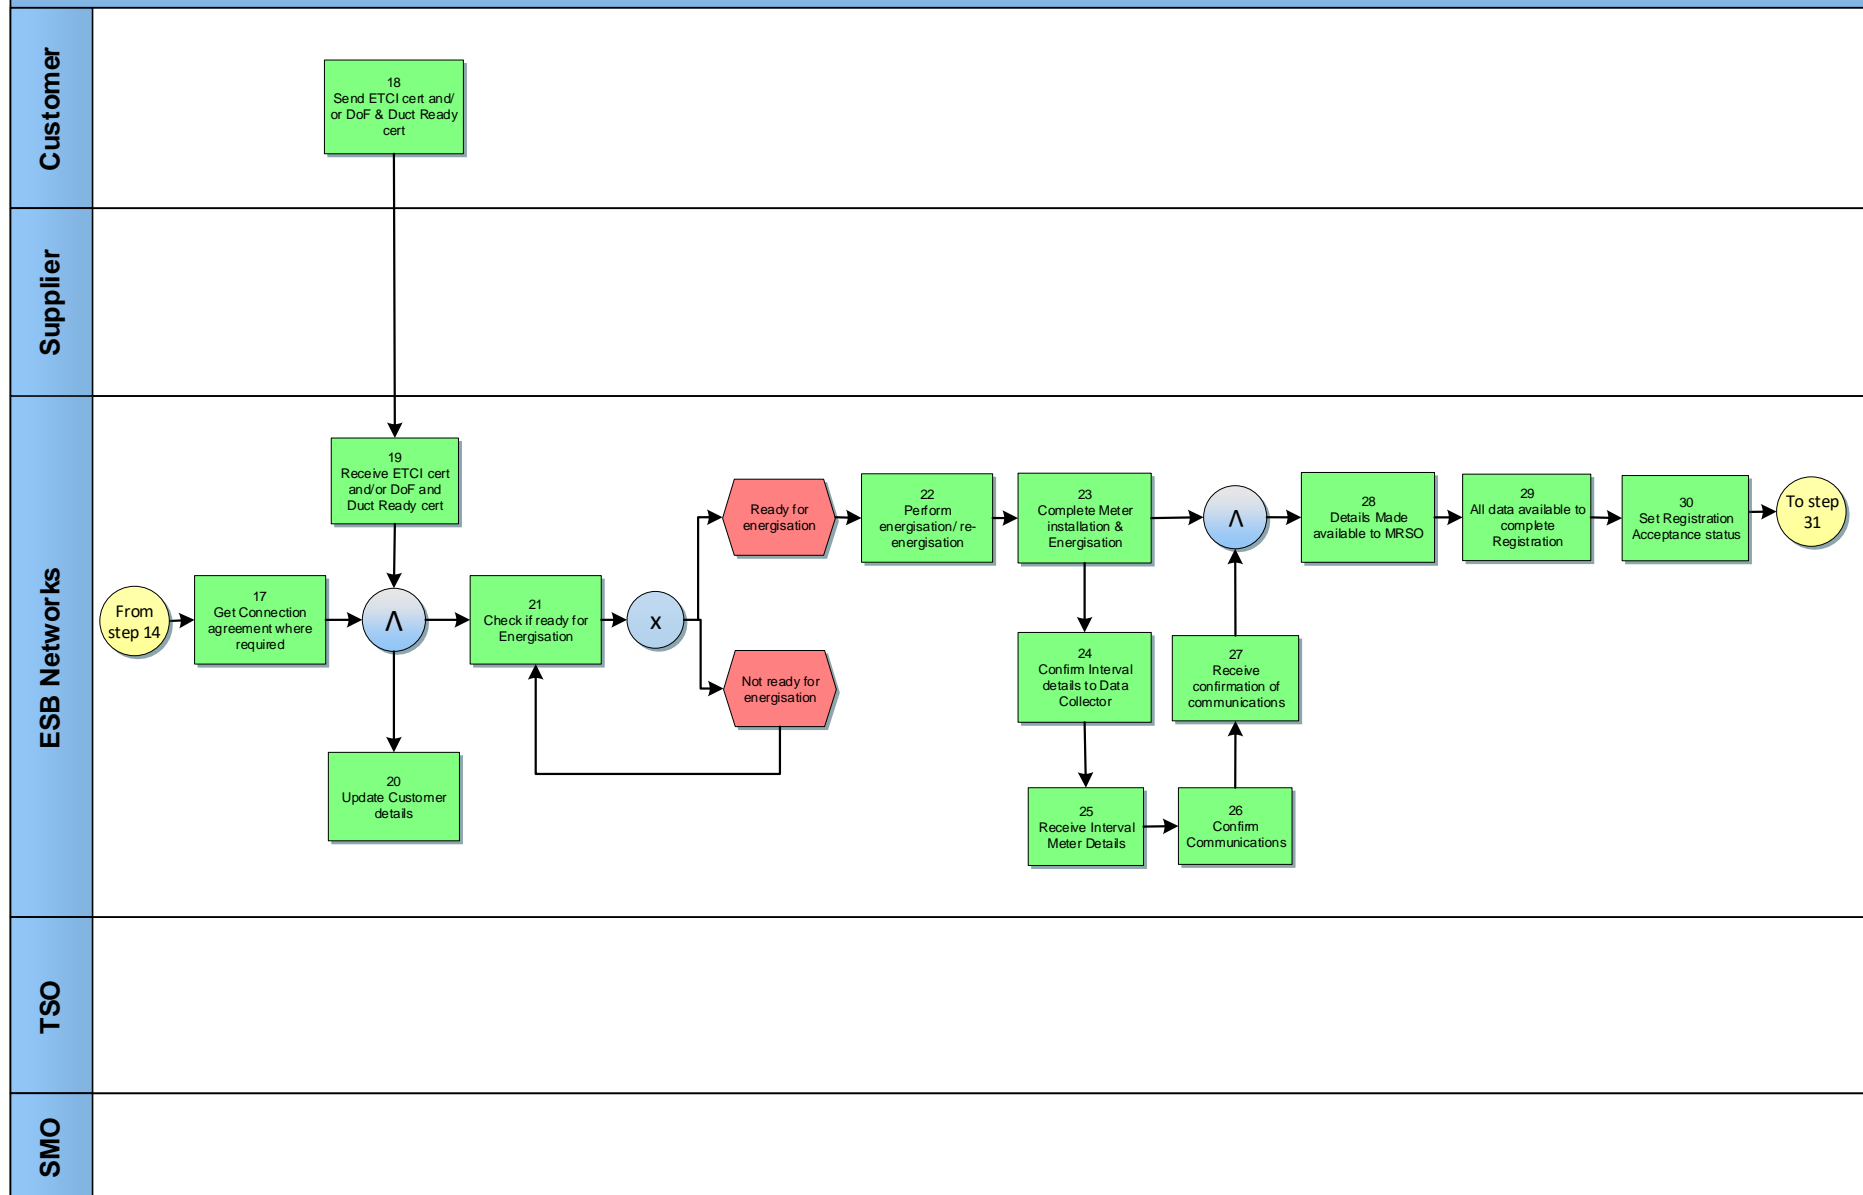 Customer
18
Send ETCI cert and/
or DoF & Duct Ready
cert
Supplier
ESB Networks
19
Receive ETCI cert
and/or DoF and
Duct Ready cert
From
step 14
17
Get Connection
agreement where
required
Λ
20
Update Customer
details
21
Check if ready for
Energisation
x
Ready for
energisation
Not ready for
energisation
22
Perform
energisation/ re-
energisation
23
Complete Meter
installation &
Energisation
24
Confirm Interval
details to Data
Collector
25
Receive Interval
Meter Details
26
Confirm
Communications
27
Receive
confirmation of
communications
Λ
28
Details Made
available to MRSO
29
All data available to
complete
Registration
30
Set Registration
Acceptance status
To step
31
TSO
SMO